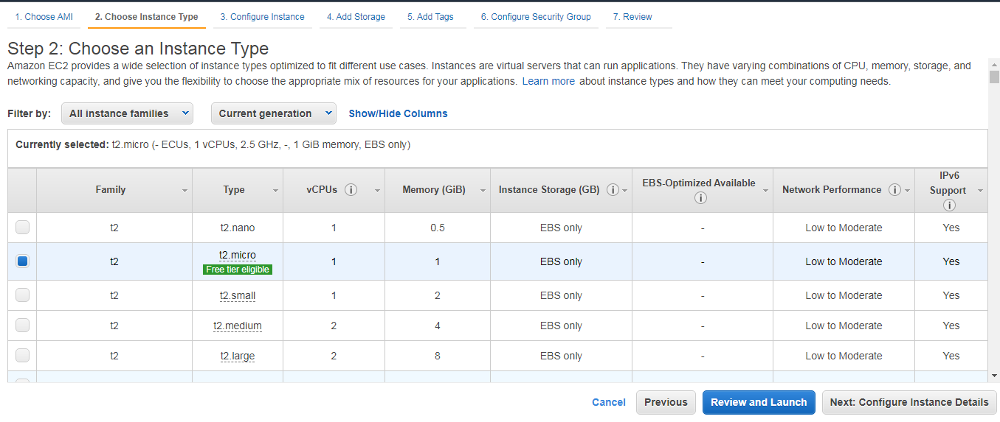 1. Choose AMI 2. Choose Instance Type 3. Configure Instance 4. Add Storage 5. Add Tags 6. Configure Security Group 7. Review
Step 2: Choose an Instance Type
Amazon EC2 provides a wide selection of instance types optimized to fit different use cases. Instances are virtual servers that can run applications. They have varying combinations of CPU, memory, storage, and
networking capacity, and give you the flexibility to choose the appropriate mix of resources for your applications. Learn more about instance types and how they can meet your computing needs.
Filter by: All instance families Current generation Show/Hide Columns
Currently selected: t2.micro (- ECUs, 1 vCPUs, 2.5 GHz, -, 1 GiB memory, EBS only)
Family Type vCPUs i Memory (GiB) Instance Storage (GB) i EBS-Optimized Available i Network Performance i IPv6 Support i
t2 t2.nano 1 0.5 EBS only - Low to Moderate Yes
t2 t2.micro 1 1 EBS only - Low to Moderate Yes
Free tier eligible
t2 t2.small 1 2 EBS only - Low to Moderate Yes
t2 t2.medium 2 4 EBS only - Low to Moderate Yes
t2 t2.large 2 8 EBS only - Low to Moderate Yes
Cancel Previous Review and Launch Next: Configure Instance Details